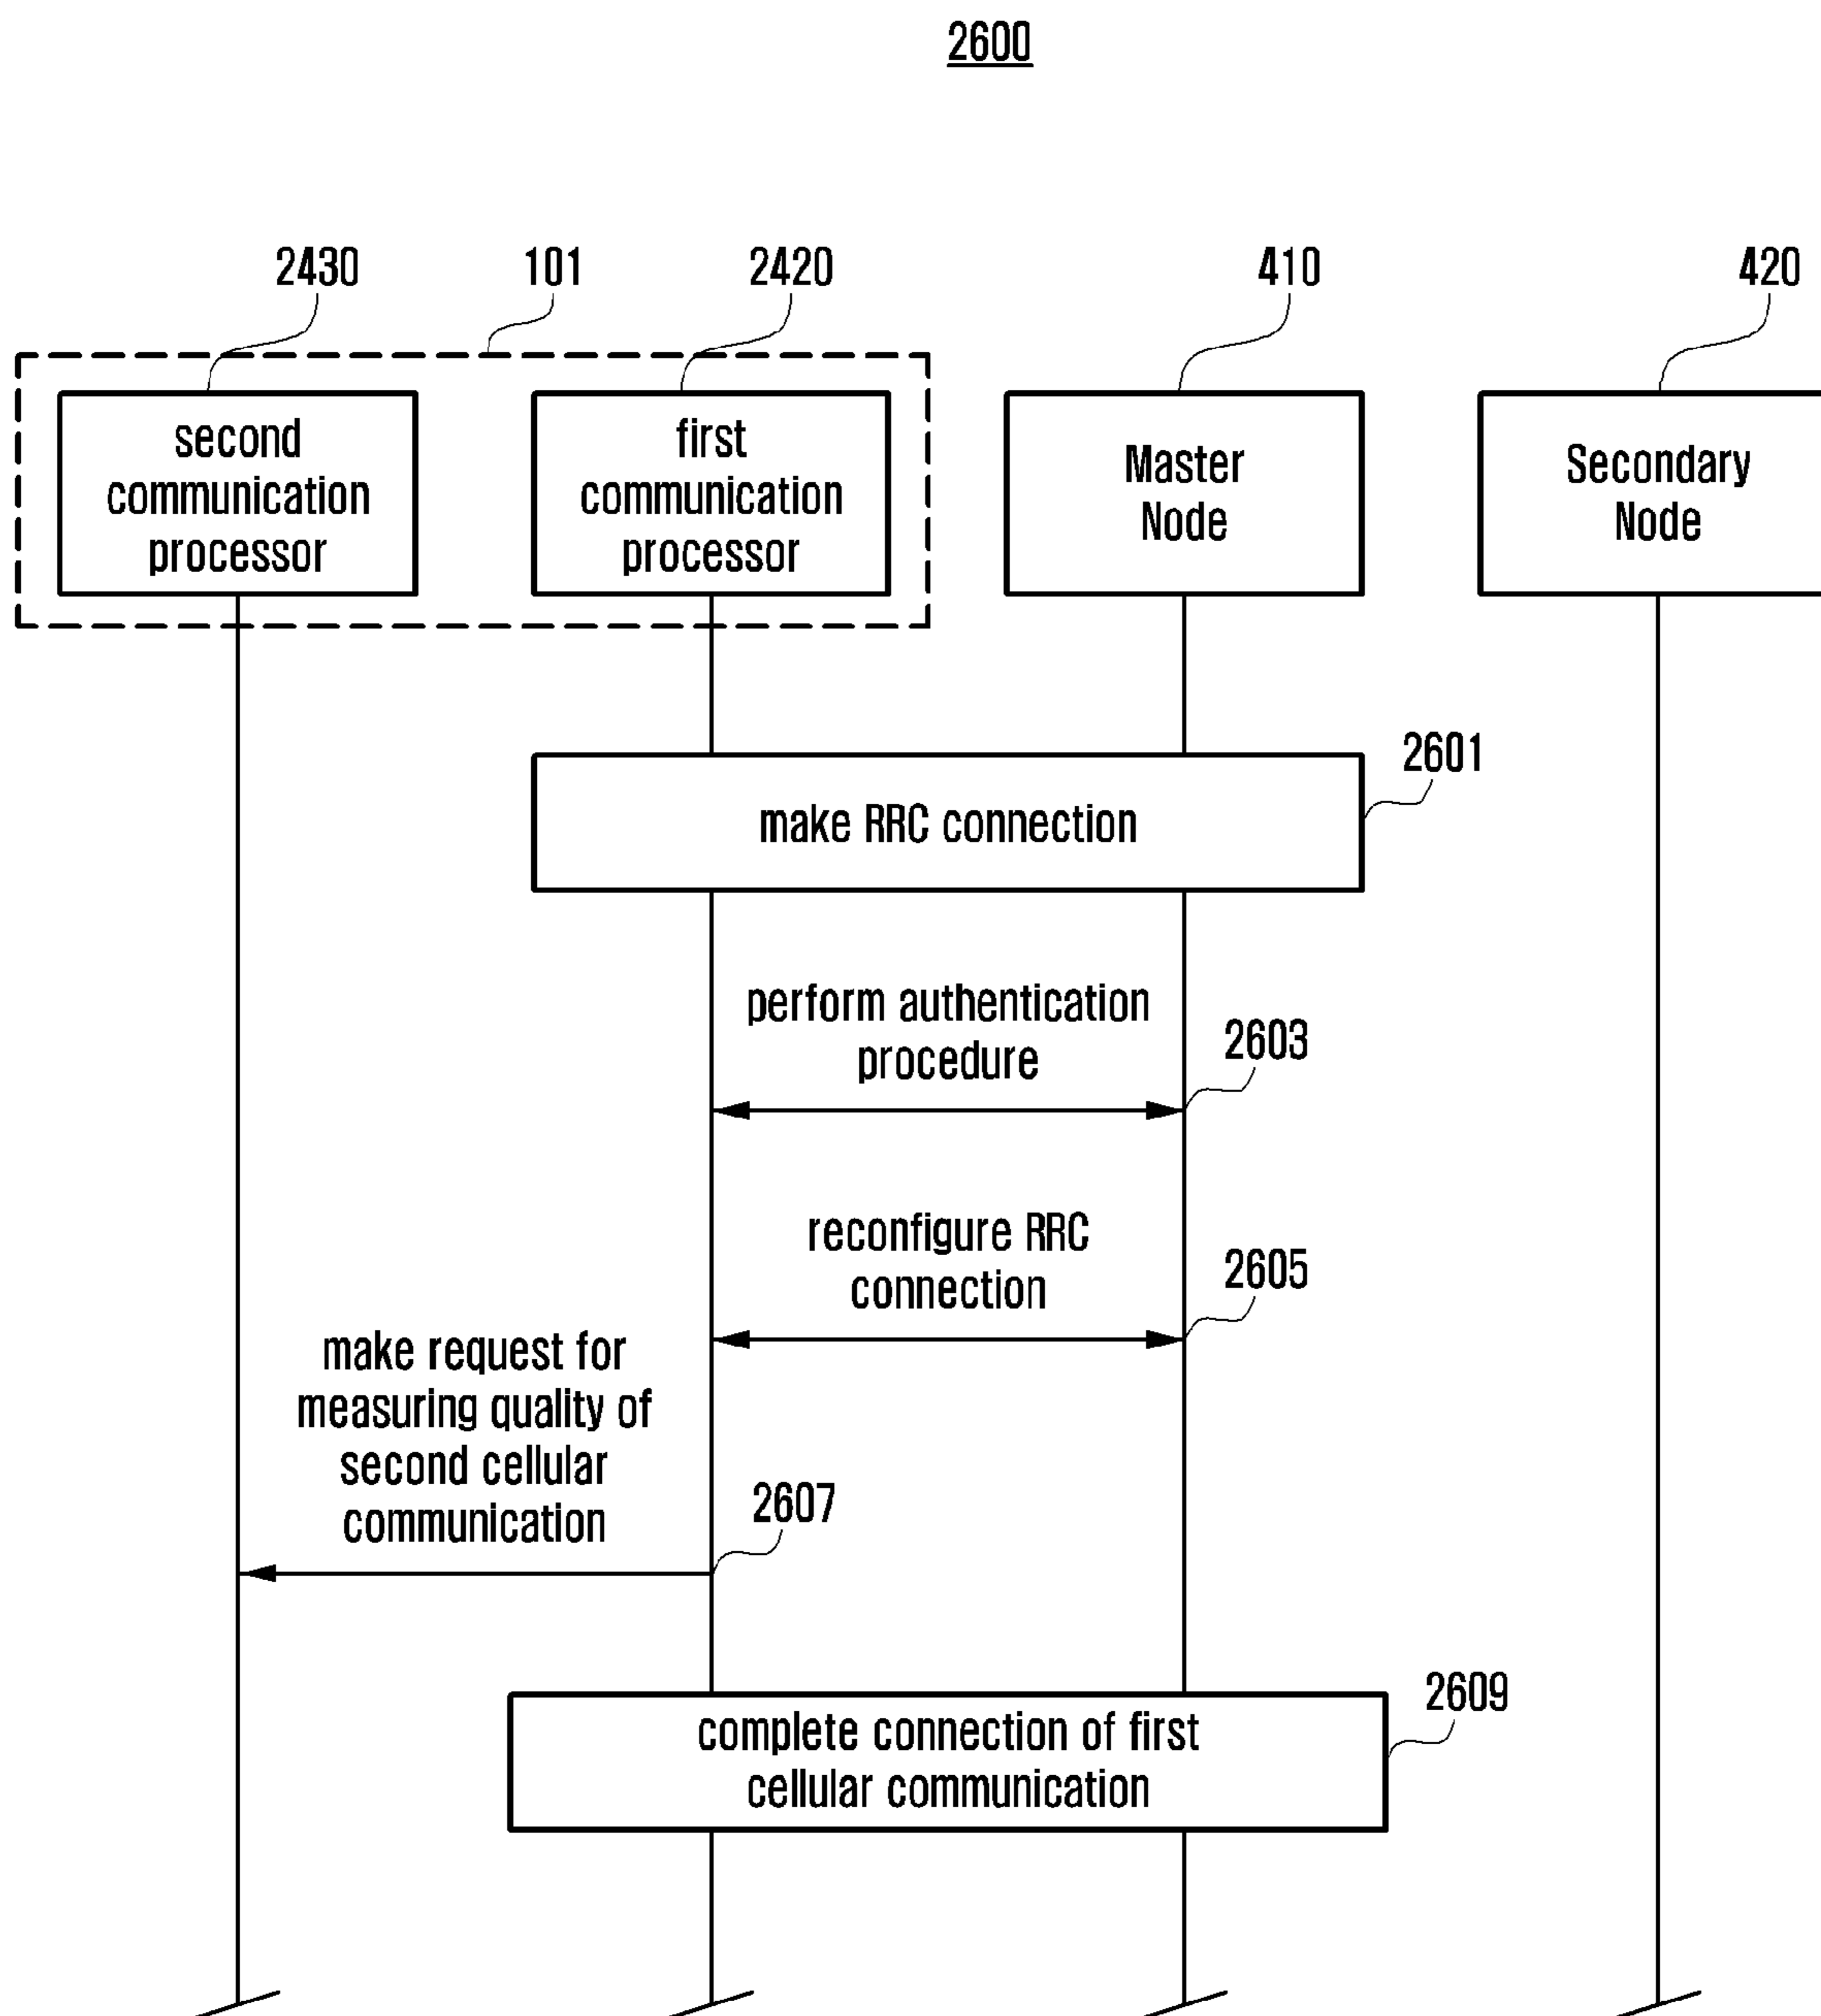 2600
2430
101
2420
410
420
second
communication
processor
first
communication
processor
Master
Node
Secondary
Node
2601
make RRC connection
perform authentication
procedure
2603
reconfigure RRC
connection
2605
make request for
measuring quality of
second cellular
communication
2607
2609
complete connection of first
cellular communication